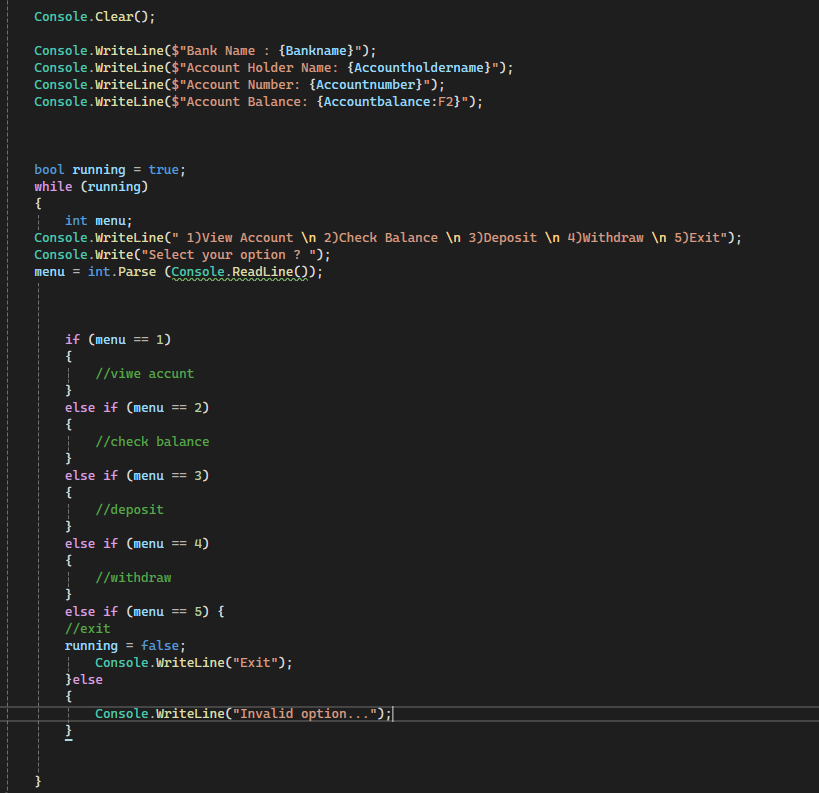 Console.Clear();
Console.WriteLine($"Bank Name : {Bankname}");
Console.WriteLine($"Account Holder Name: {Accountholdername}");
Console.WriteLine($"Account Number: {Accountnumber}");
Console.WriteLine($"Account Balance: {Accountbalance:F2}");
bool running = true;
while (running)
{
int menu;
Console.WriteLine(" 1)View Account \n 2)Check Balance \n 3)Deposit \n 4)Withdraw \n 5)Exit");
Console.Write("Select your option ? ");
menu = int.Parse (Console.ReadLine());
if (menu == 1)
{
//viwe accunt
}
else if (menu == 2)
{
//check balance
}
else if (menu == 3)
{
//deposit
}
else if (menu == 4)
{
//withdraw
}
else if (menu == 5) {
//exit
running = false;
Console.WriteLine("Exit");
}else
{
Console.WriteLine("Invalid option...");
}
}